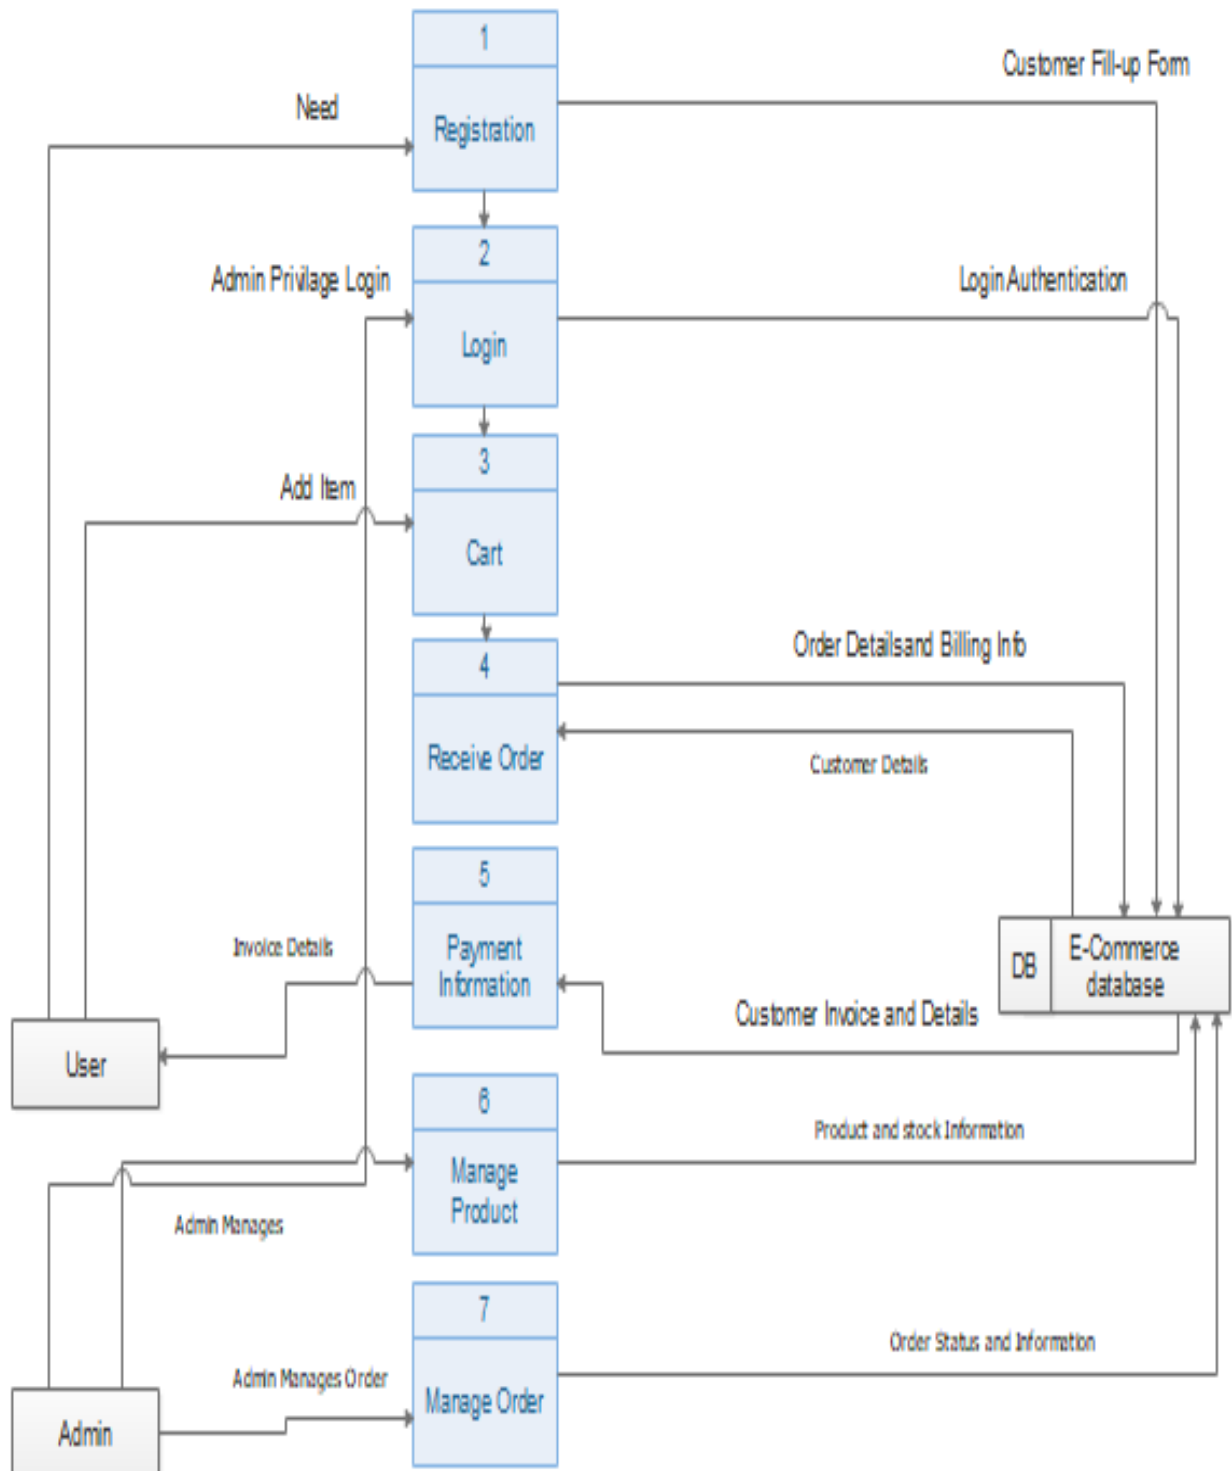 1
Customer Fill-up Form
Need
Registration
2
Admin Privilage Login
Login Authentication
Login
3
Add Item
Cart
Order Details and Billing Info
4
Receive Order
Customer Details
5
Invoice Details
Payment
Information
DB
E-Commerce
database
Customer Invoice and Details
User
6
Product and stock Information
Manage
Product
Admin Manages
7
Order Status and Information
Admin Manages Order
Manage Order
Admin